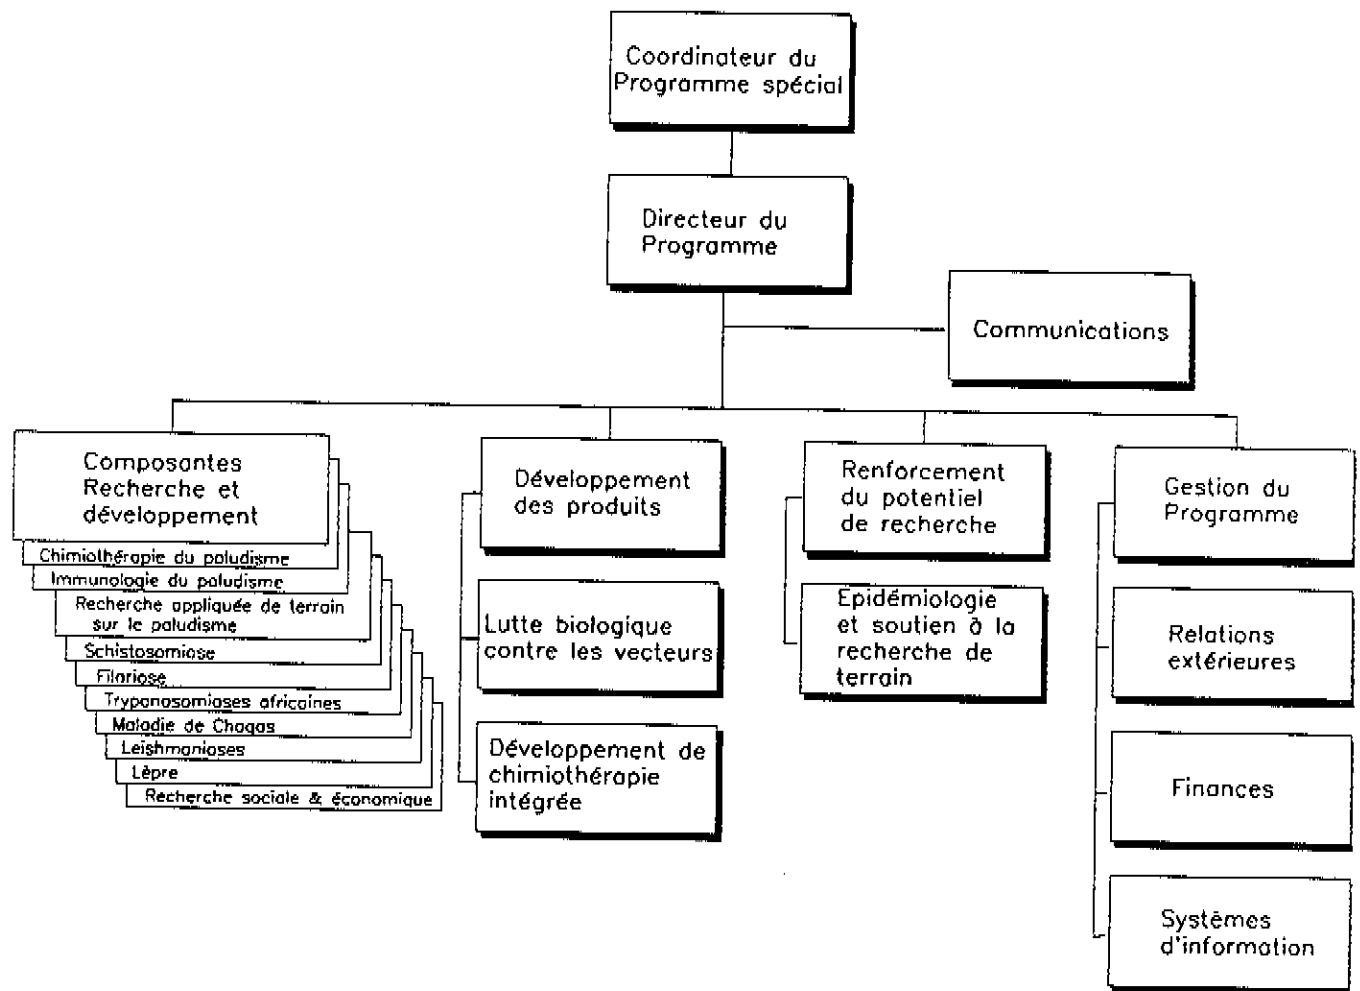 Coordinateur du
Programme spécial
Directeur du
Programme
Communications
Composantes
Recherche et
développement
Chimiothérapie du paludisme
Immunologie du paludisme
Recherche appliquée de terrain
sur le paludisme
Schistosomiose
Filariose
Trypanosomiases africaines
Maladie de Chagas
Leishmanioses
Lèpre
Recherche sociale & économique
Développement
des produits
Lutte biologique
contre les vecteurs
Développement de
chimiothérapie
intégrée
Renforcement
du potentiel
de recherche
Epidémiologie
et soutien à la
recherche de
terrain
Gestion du
Programme
Relations
extérieures
Finances
Systèmes
d'information